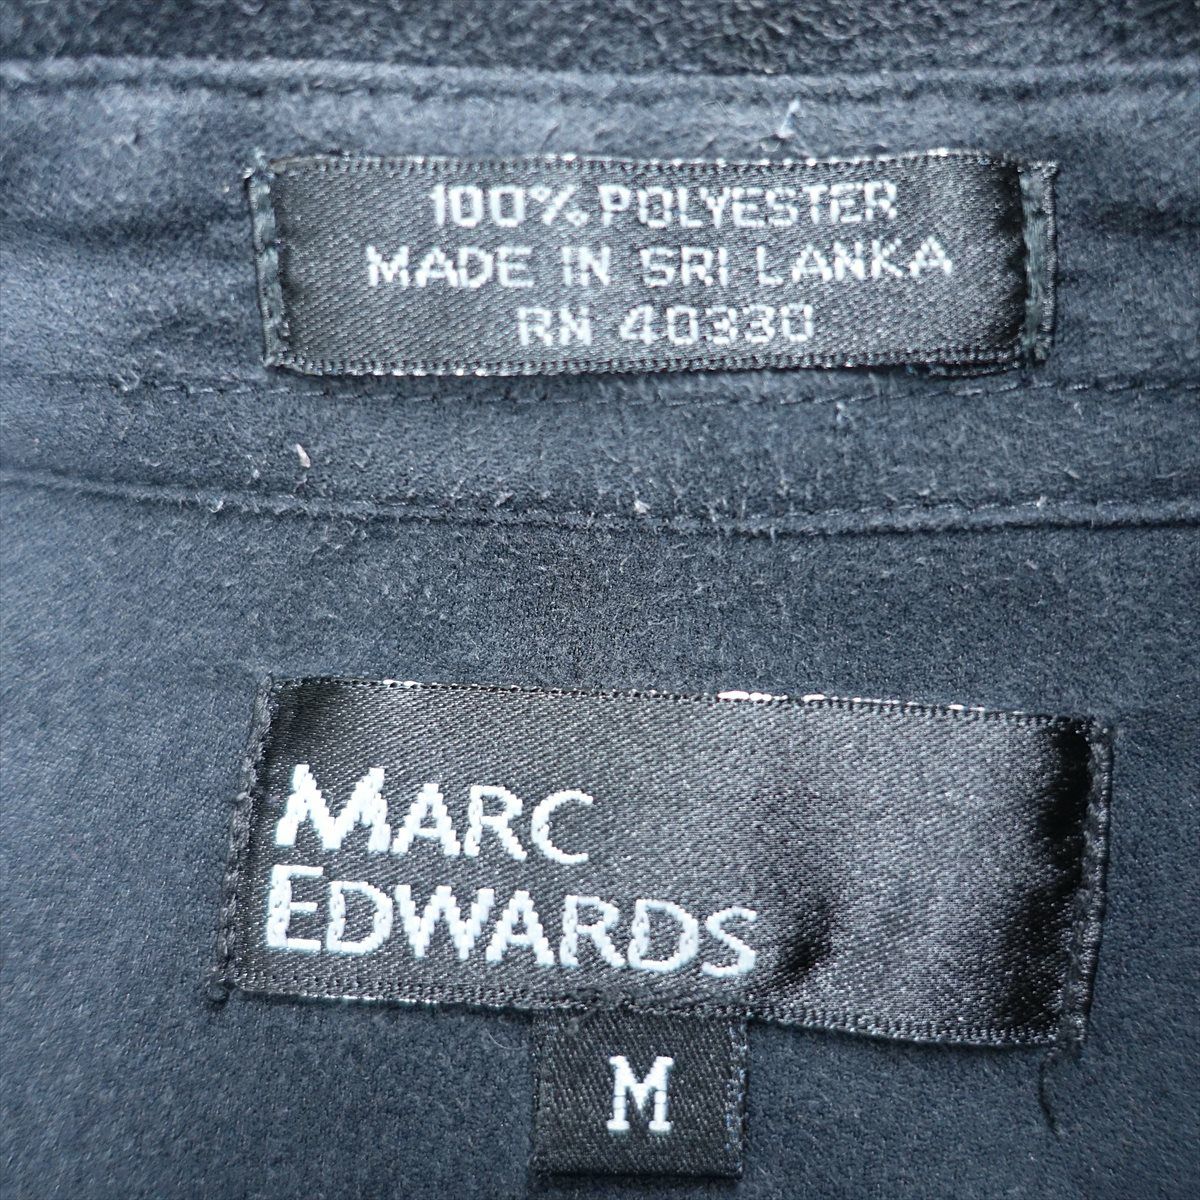 100% POLYESTER
MADE IN SRI LANKA
RN 40330
MARC
EDWARDS
M